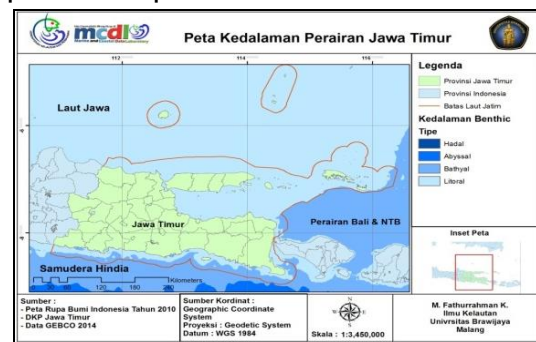 mcdl
Peta Kedalaman Perairan Jawa Timur
112
114
116
Laut Jawa
Jawa Timur
Perairan Bali & NTB
Samudera Hindia
Kilometers
Legenda
Provinsi Jawa Timur
Provinsi Indonesia
Batas Laut Jatim
Kedalaman Benthic
Tipe
Hadal
Abyssal
Bathyal
Litoral
Inset Peta
Sumber :
- Peta Rupa Bumi Indonesia Tahun 2010
- DKP Jawa Timur
- Data GEBCO 2014
Sumber Kordinat :
Geographic Coordinate
System
Proyeksi : Geodetic System
Datum : WGS 1984
Skala : 1:3,450,000
M. Fathurrahman K.
Ilmu Kelautan
Univrsitas Brawijaya
Malang